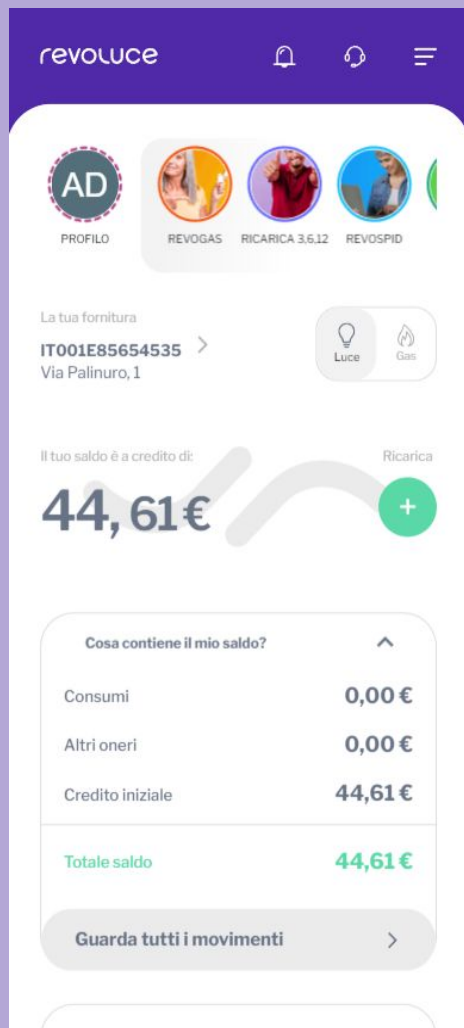 revoluce
AD
PROFILO
REVOGAS
RICARICA 3,6,12
REVOSPID
La tua fornitura
IT001E85654535
Via Palinuro, 1
Luce
Gas
Il tuo saldo è a credito di:
Ricarica
44, 61 €
+
Cosa contiene il mio saldo?
Consumi 0,00 €
Altri oneri 0,00 €
Credito iniziale 44,61 €
Totale saldo 44,61 €
Guarda tutti i movimenti